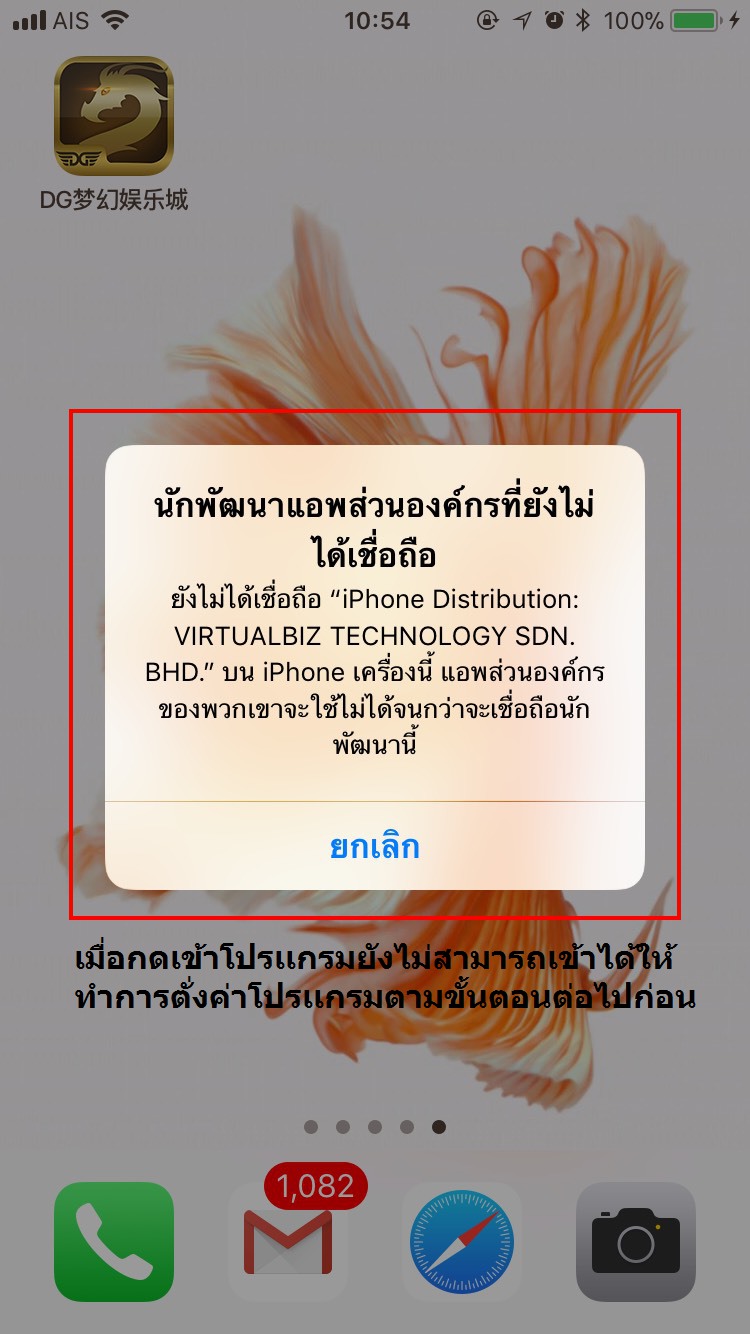 AIS
10:54
100%
DG
DG梦幻娱乐城
นักพัฒนาแอพส่วนองค์กรที่ยังไม่
ได้เชื่อถือ
ยังไม่ได้เชื่อถือ “iPhone Distribution:
VIRTUALBIZ TECHNOLOGY SDN.
BHD.” บน iPhone เครื่องนี้ แอพส่วนองค์กร
ของพวกเขาจะใช้ไม่ได้จนกว่าจะเชื่อถือนัก
พัฒนานี้
ยกเลิก
เมื่อกดเข้าโปรแกรมยังไม่สามารถเข้าได้ให้
ทำการตั่งค่าโปรแกรมตามขั้นตอนต่อไปก่อน
1,082